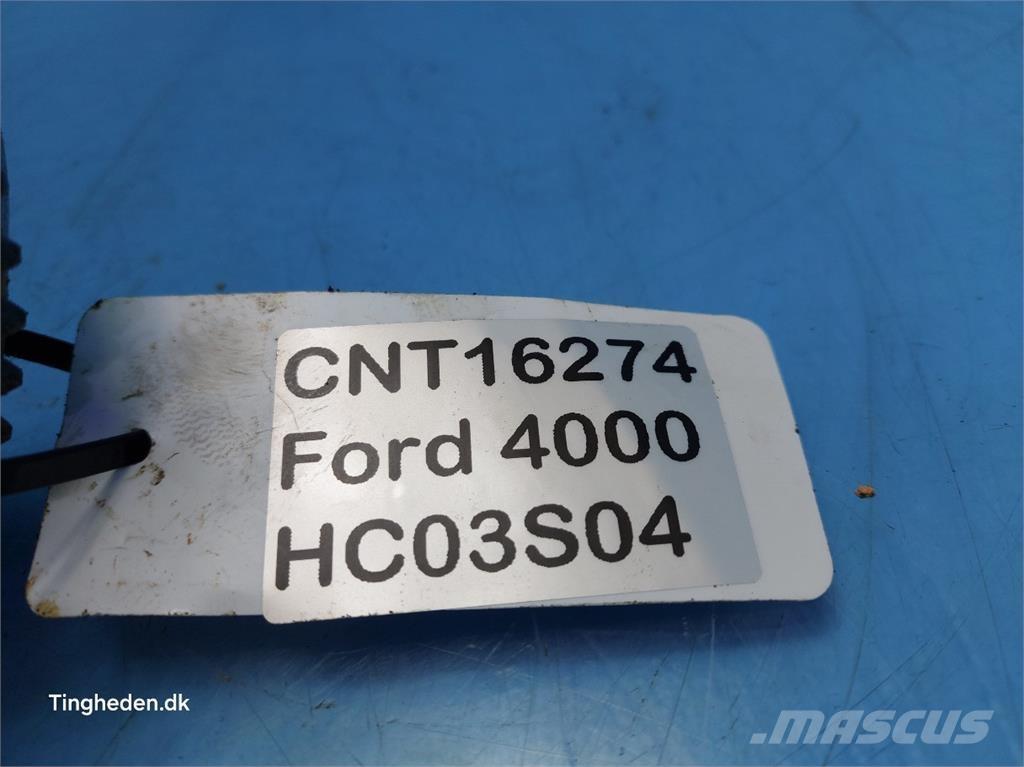 CNT16274
Ford 4000
HC03S04
Tingheden.dk
MASCUS